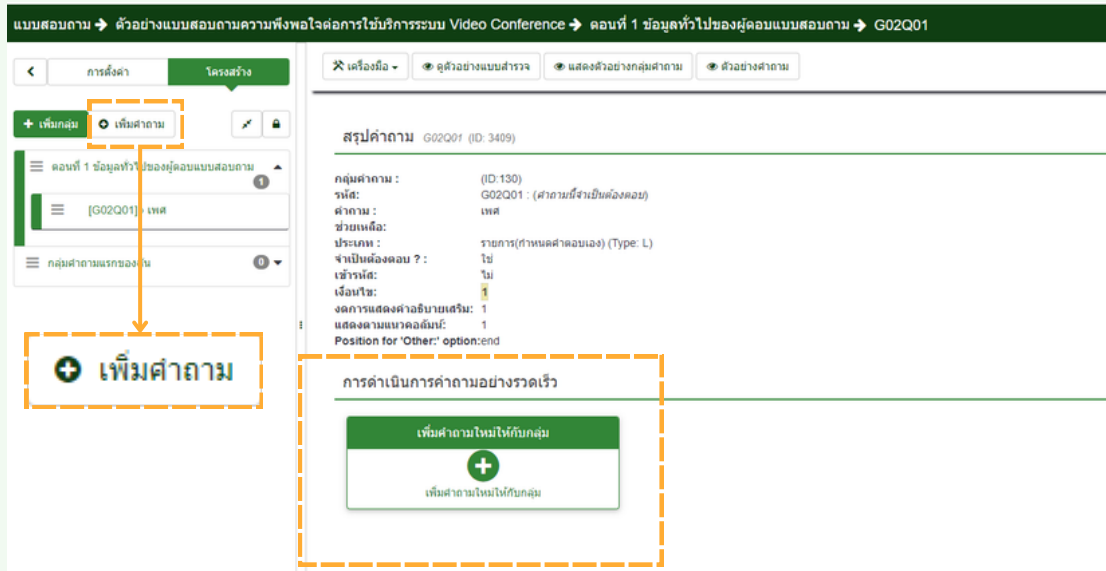 แบบสอบถาม ➔ ตัวอย่างแบบสอบถามความพึงพอใจต่อการใช้บริการระบบ Video Conference ➔ ตอนที่ 1 ข้อมูลทั่วไปของผู้ตอบแบบสอบถาม ➔ G02Q01
การตั้งค่า โครงสร้าง
เครื่องมือ ดูตัวอย่างแบบสำรวจ แสดงตัวอย่างกลุ่มคำถาม ตัวอย่างคำถาม
+ เพิ่มกลุ่ม เพิ่มคำถาม
ตอนที่ 1 ข้อมูลทั่วไปของผู้ตอบแบบสอบถาม
1
[G02Q01] › เพศ
กลุ่มคำถามแรกของฉัน 0
เพิ่มคำถาม
สรุปคำถาม G02Q01 (ID: 3409)
กลุ่มคำถาม : (ID:130)
รหัส: G02Q01 : (คำถามนี้จำเป็นต้องตอบ)
คำถาม : เพศ
ช่วยเหลือ:
ประเภท : รายการ(กำหนดคำตอบเอง) (Type: L)
จำเป็นต้องตอบ ? : ใช่
เข้ารหัส: ไม่
เงื่อนไข: 1
งดการแสดงคำอธิบายเสริม: 1
แสดงตามแนวคอลัมน์: 1
Position for 'Other:' option:end
การดำเนินการคำถามอย่างรวดเร็ว
เพิ่มคำถามใหม่ให้กับกลุ่ม
เพิ่มคำถามใหม่ให้กับกลุ่ม